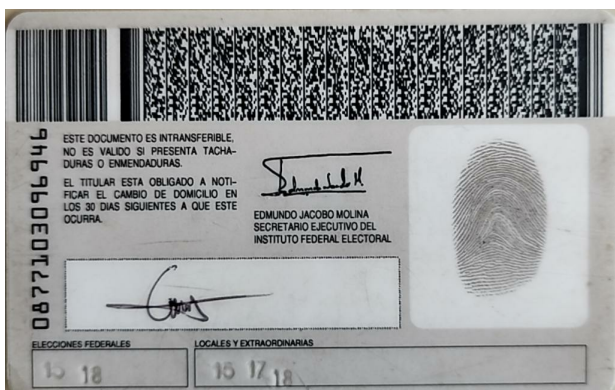 0877103096946
ESTE DOCUMENTO ES INTRANSFERIBLE,
NO ES VALIDO SI PRESENTA TACHA-
DURAS O ENMENDADURAS.
EL TITULAR ESTA OBLIGADO A NOTI-
FICAR EL CAMBIO DE DOMICILIO EN
LOS 30 DIAS SIGUIENTES A QUE ESTE
OCURRA.
EDMUNDO JACOBO MOLINA
SECRETARIO EJECUTIVO DEL
INSTITUTO FEDERAL ELECTORAL
ELECCIONES FEDERALES
LOCALES Y EXTRAORDINARIAS
15 18
16 17 18